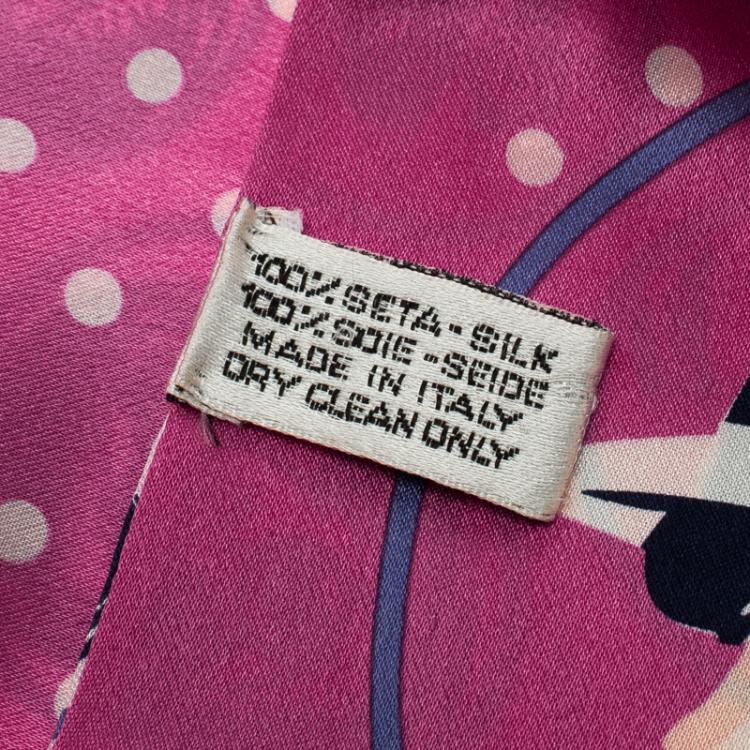 100% SETA - SILK
100% SOIE - SEIDE
MADE IN ITALY
DRY CLEAN ONLY